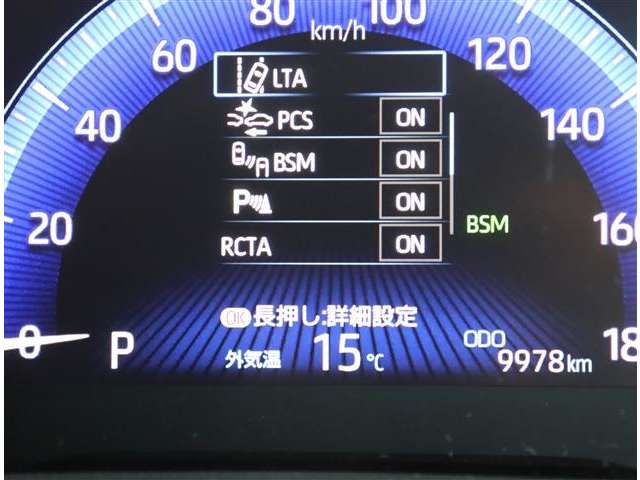 80
100
km/h
60
120
LTA
40
PCS ON
140
BSM ON
P ON
20
BSM
160
RCTA ON
OK 長押し:詳細設定
0
P
外気温 15℃
ODO
9978km